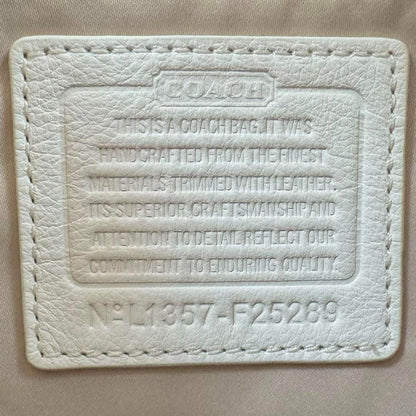 COACH
THIS IS A COACH BAG. IT WAS
HANDCRAFTED FROM THE FINEST
MATERIALS TRIMMED WITH LEATHER.
ITS SUPERIOR CRAFTSMANSHIP AND
ATTENTION TO DETAIL REFLECT OUR
COMMITMENT TO ENDURING QUALITY.
Nº L1357-F25289